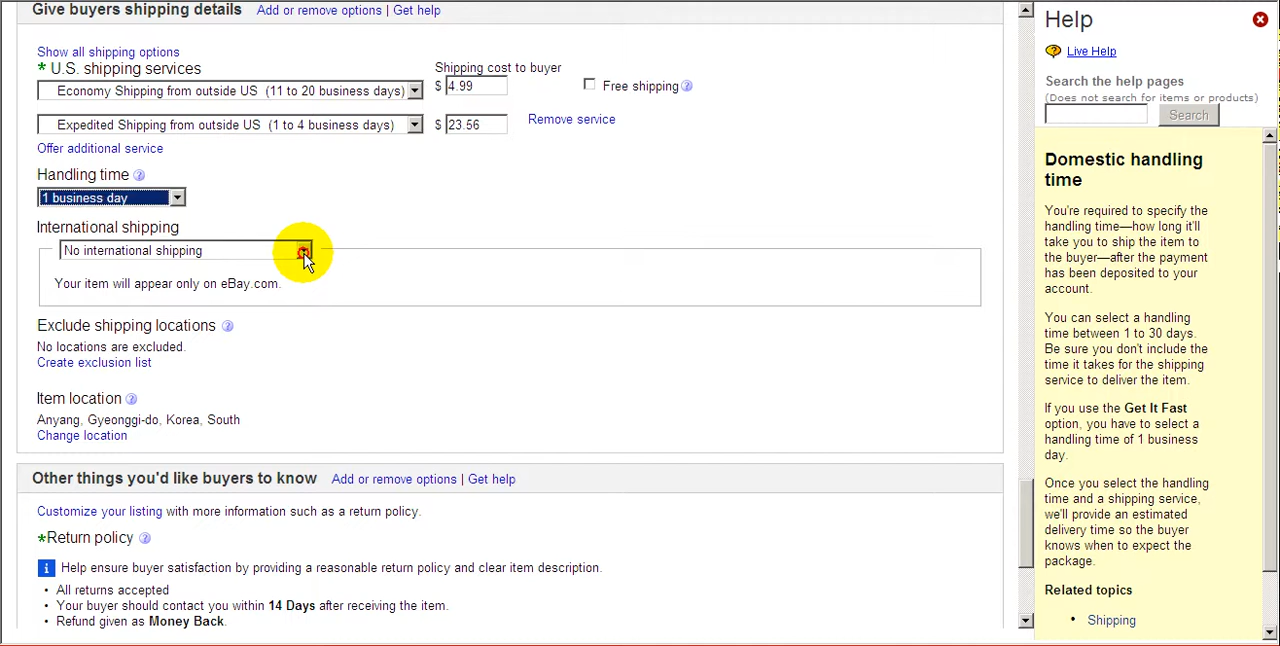 Give buyers shipping details Add or remove options | Get help
Show all shipping options
* U.S. shipping services Shipping cost to buyer
Economy Shipping from outside US (11 to 20 business days) $ 4.99 Free shipping ?
Expedited Shipping from outside US (1 to 4 business days) $ 23.56 Remove service
Offer additional service
Handling time ?
1 business day
International shipping
No international shipping
Your item will appear only on eBay.com.
Exclude shipping locations ?
No locations are excluded.
Create exclusion list
Item location ?
Anyang, Gyeonggi-do, Korea, South
Change location
Other things you'd like buyers to know Add or remove options | Get help
Customize your listing with more information such as a return policy.
*Return policy ?
i Help ensure buyer satisfaction by providing a reasonable return policy and clear item description.
• All returns accepted
• Your buyer should contact you within 14 Days after receiving the item.
• Refund given as Money Back.
Help
? Live Help
Search the help pages
(Does not search for items or products)
Search
Domestic handling
time
You're required to specify the
handling time—how long it'll
take you to ship the item to
the buyer—after the payment
has been deposited to your
account.
You can select a handling
time between 1 to 30 days.
Be sure you don't include the
time it takes for the shipping
service to deliver the item.
If you use the Get It Fast
option, you have to select a
handling time of 1 business
day.
Once you select the handling
time and a shipping service,
we'll provide an estimated
delivery time so the buyer
knows when to expect the
package.
Related topics
• Shipping